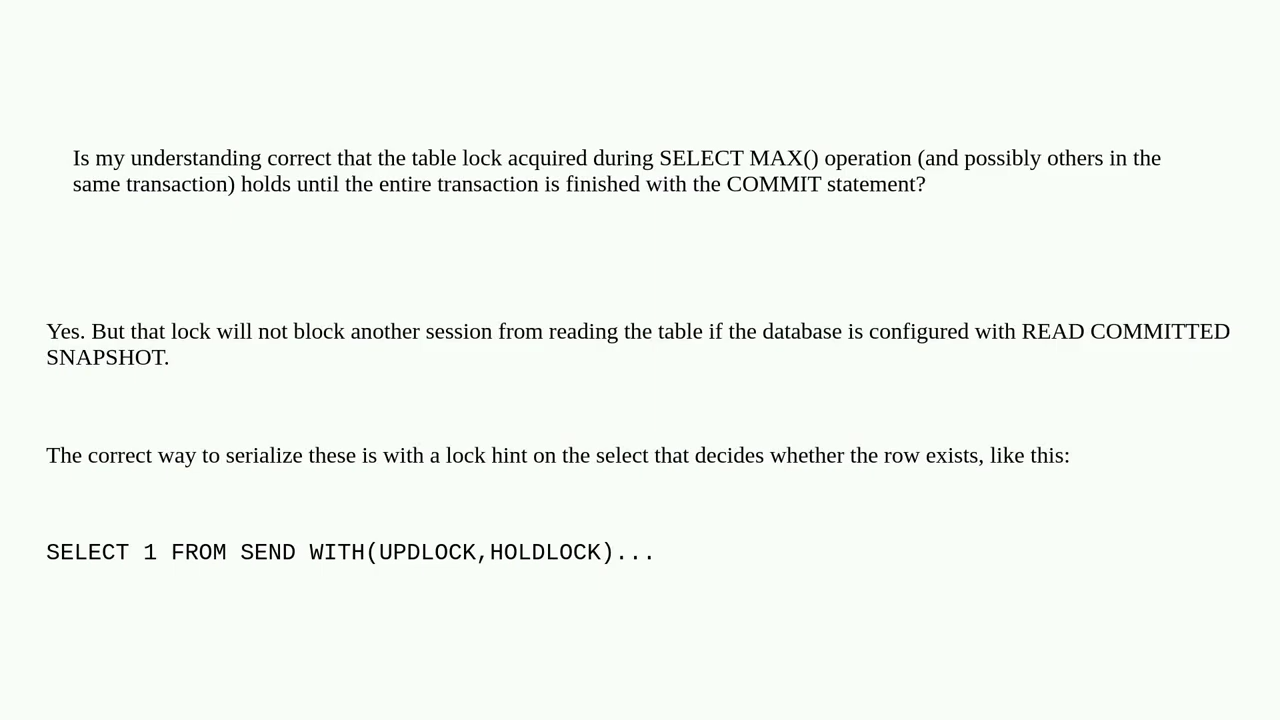 Is my understanding correct that the table lock acquired during SELECT MAX() operation (and possibly others in the
same transaction) holds until the entire transaction is finished with the COMMIT statement?
Yes. But that lock will not block another session from reading the table if the database is configured with READ COMMITTED
SNAPSHOT.
The correct way to serialize these is with a lock hint on the select that decides whether the row exists, like this:
SELECT 1 FROM SEND WITH(UPDLOCK,HOLDLOCK)...